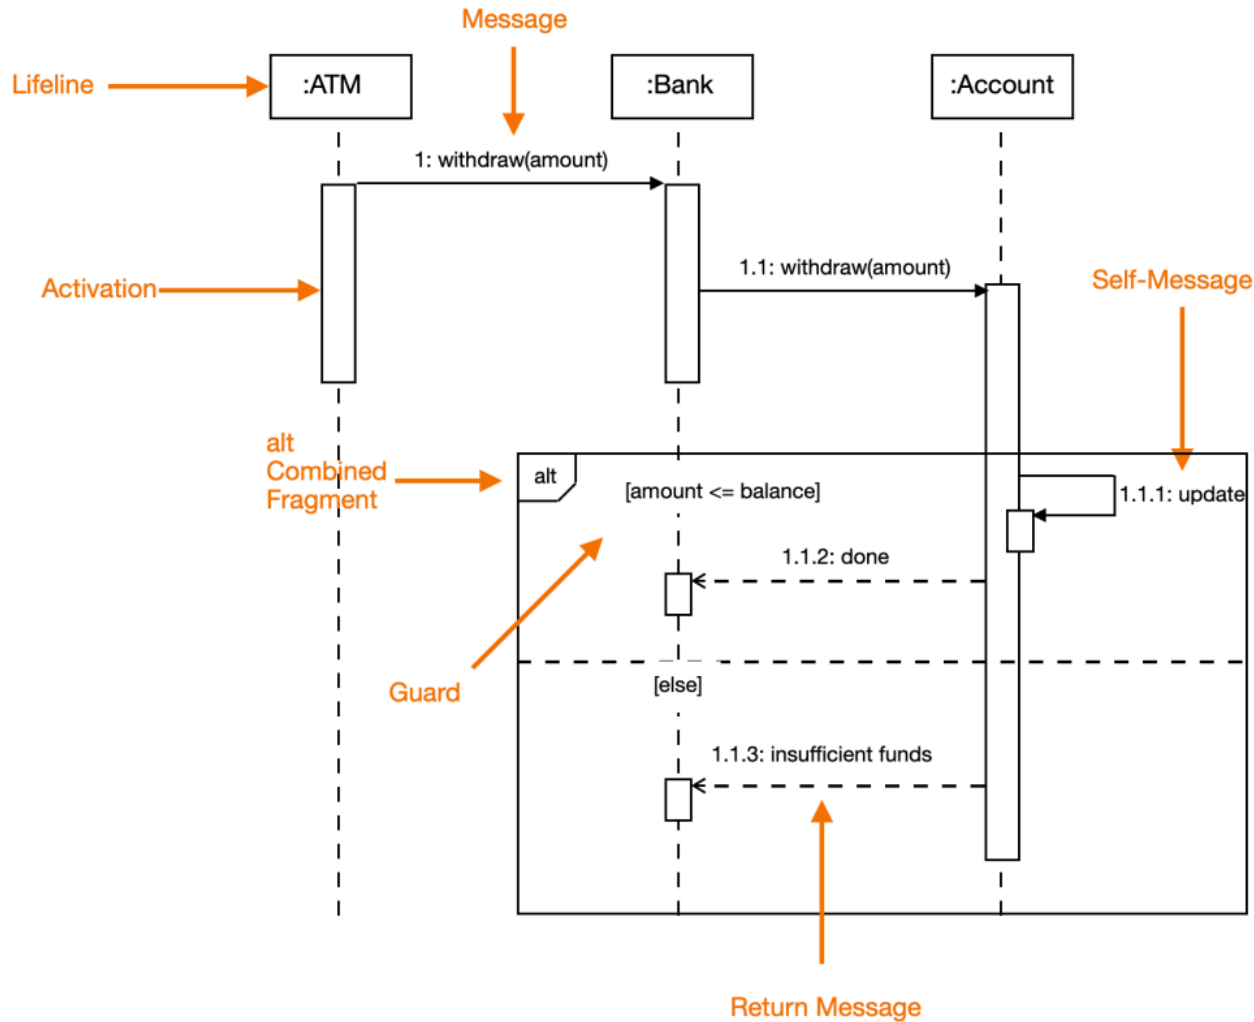 Message
Lifeline
:ATM
:Bank
:Account
1: withdraw(amount)
1.1: withdraw(amount)
Activation
Self-Message
alt
Combined
Fragment
alt
[amount <= balance]
1.1.1: update
1.1.2: done
Guard
[else]
1.1.3: insufficient funds
Return Message